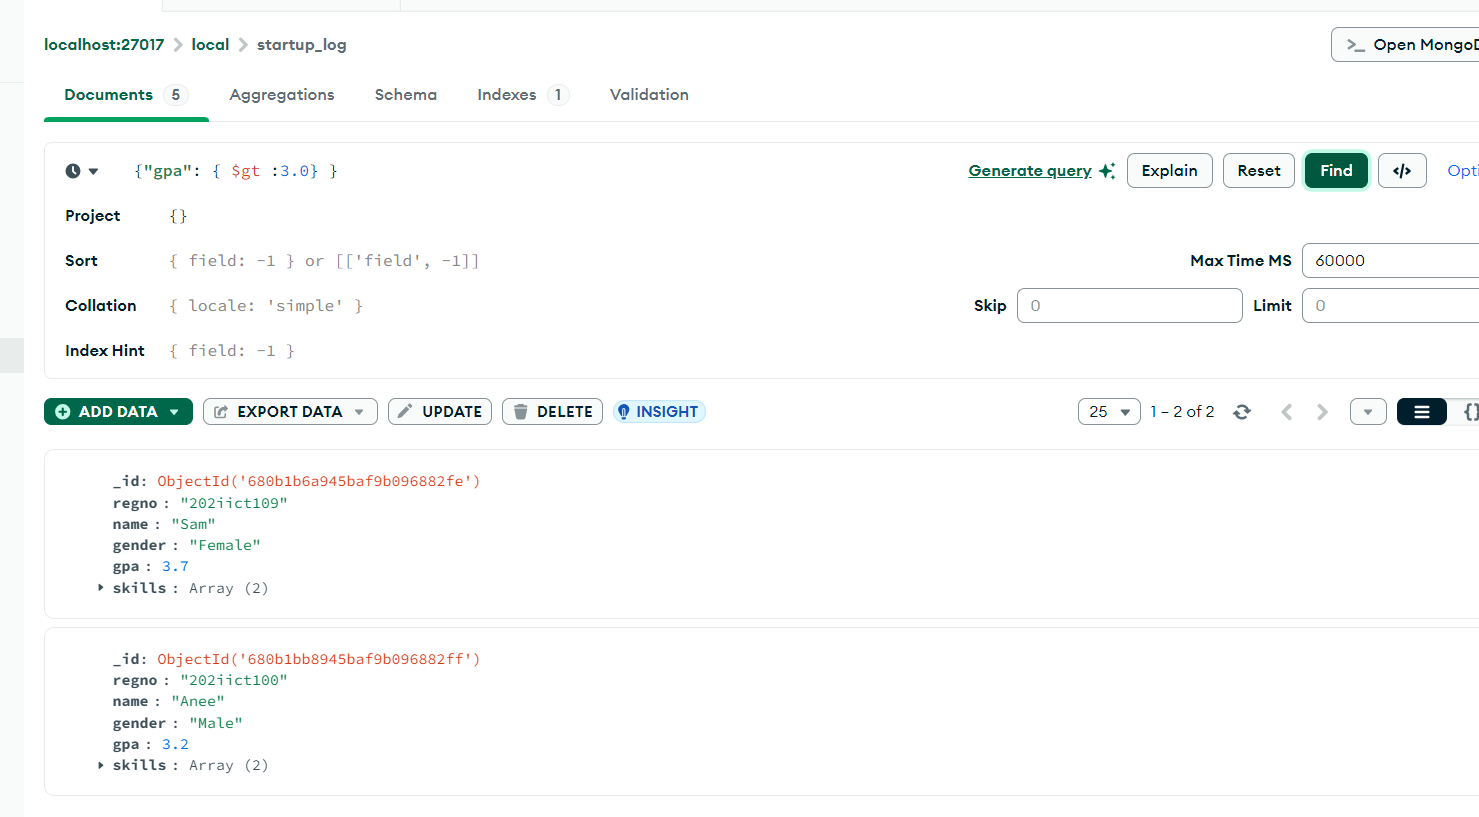 localhost:27017 > local > startup_log
>_ Open MongoD
Documents 5 Aggregations Schema Indexes 1 Validation
{"gpa": { $gt :3.0} } Generate query Explain Reset Find </> Opti
Project {}
Sort { field: -1 } or [['field', -1]] Max Time MS 60000
Collation { locale: 'simple' } Skip 0 Limit 0
Index Hint { field: -1 }
ADD DATA EXPORT DATA UPDATE DELETE INSIGHT 25 1 – 2 of 2 {}
_id: ObjectId('680b1b6a945baf9b096882fe')
regno : "202iict109"
name : "Sam"
gender : "Female"
gpa : 3.7
skills : Array (2)
_id: ObjectId('680b1bb8945baf9b096882ff')
regno : "202iict100"
name : "Anee"
gender : "Male"
gpa : 3.2
skills : Array (2)